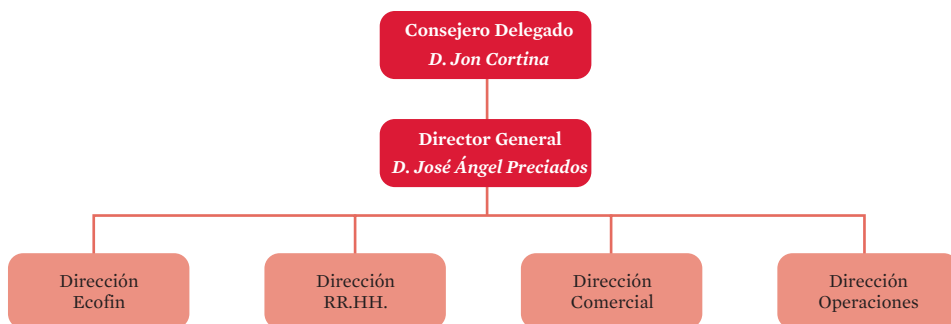 Consejero Delegado
D. Jon Cortina
Director General
D. José Ángel Preciados
Dirección
Ecofin
Dirección
RR.HH.
Dirección
Comercial
Dirección
Operaciones